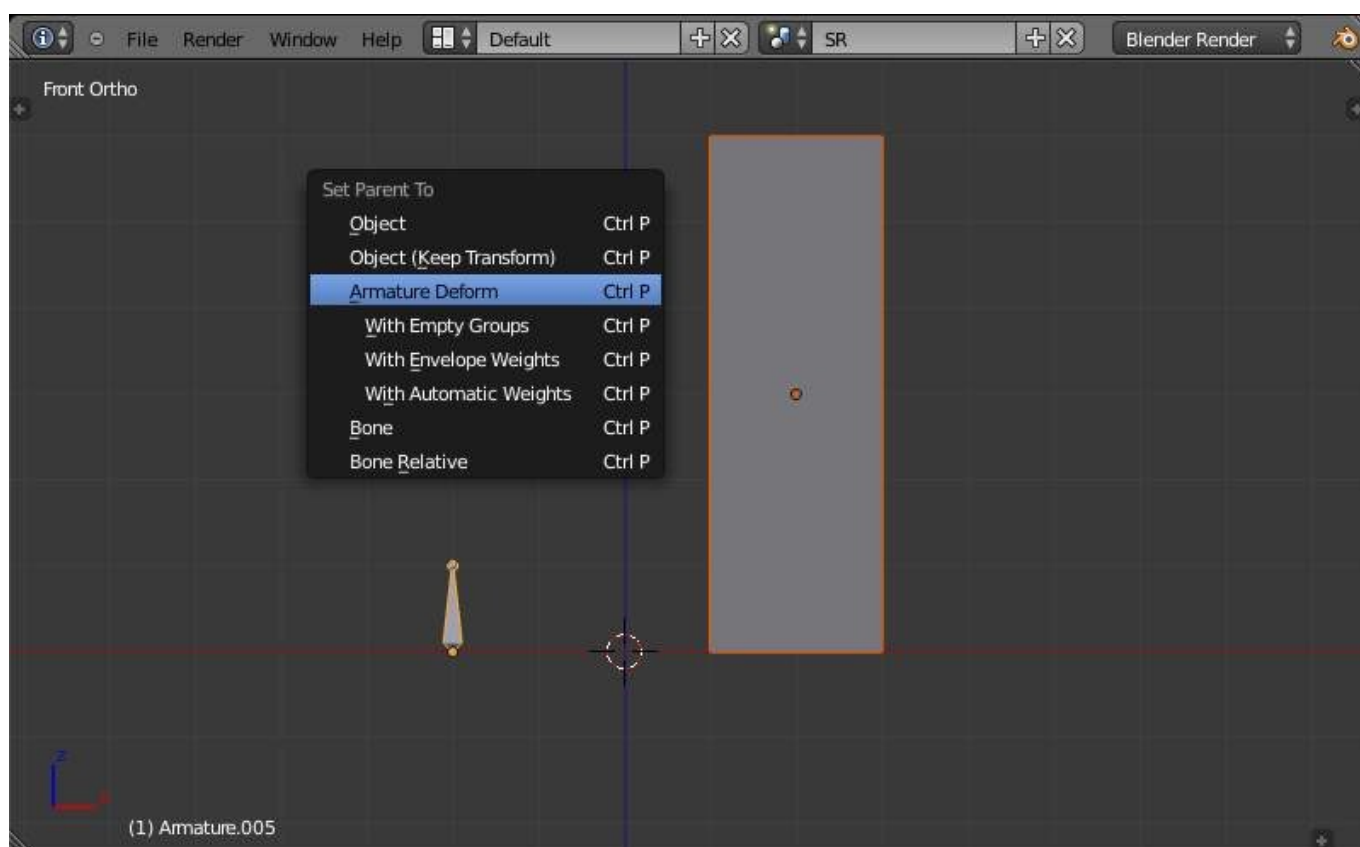 File Render Window Help Default SR Blender Render
Front Ortho
Set Parent To
Object Ctrl P
Object (Keep Transform) Ctrl P
Armature Deform Ctrl P
With Empty Groups Ctrl P
With Envelope Weights Ctrl P
With Automatic Weights Ctrl P
Bone Ctrl P
Bone Relative Ctrl P
z
x
(1) Armature.005